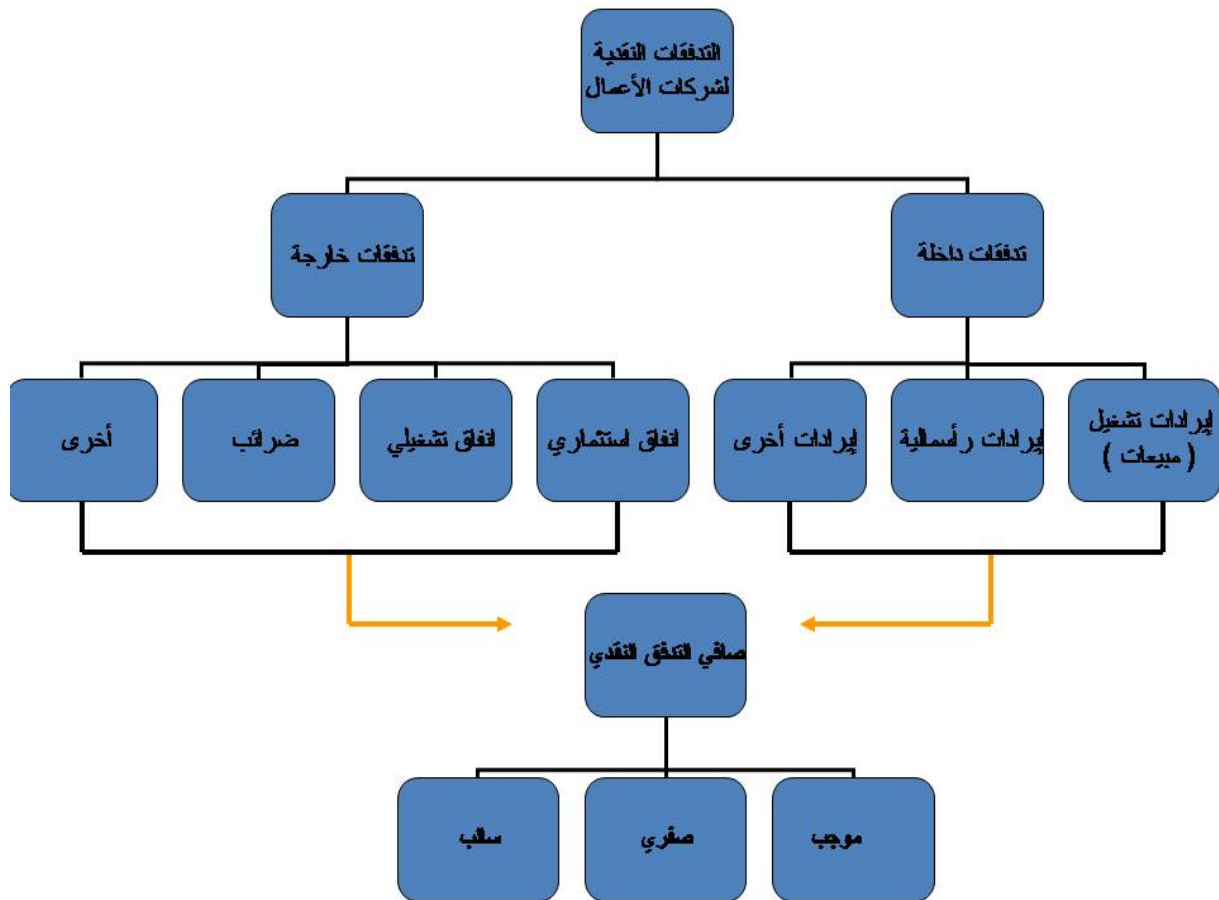 التدفقات النقدية
لشركات الأعمال
تدفقات داخلة
تدفقات خارجة
إيرادات تشغيل
( مبيعات )
إيرادات رأسمالية
إيرادات أخرى
انفاق استثماري
انفاق تشغيلي
ضرائب
أخرى
صافي التدفق النقدي
موجب
صفري
سالب